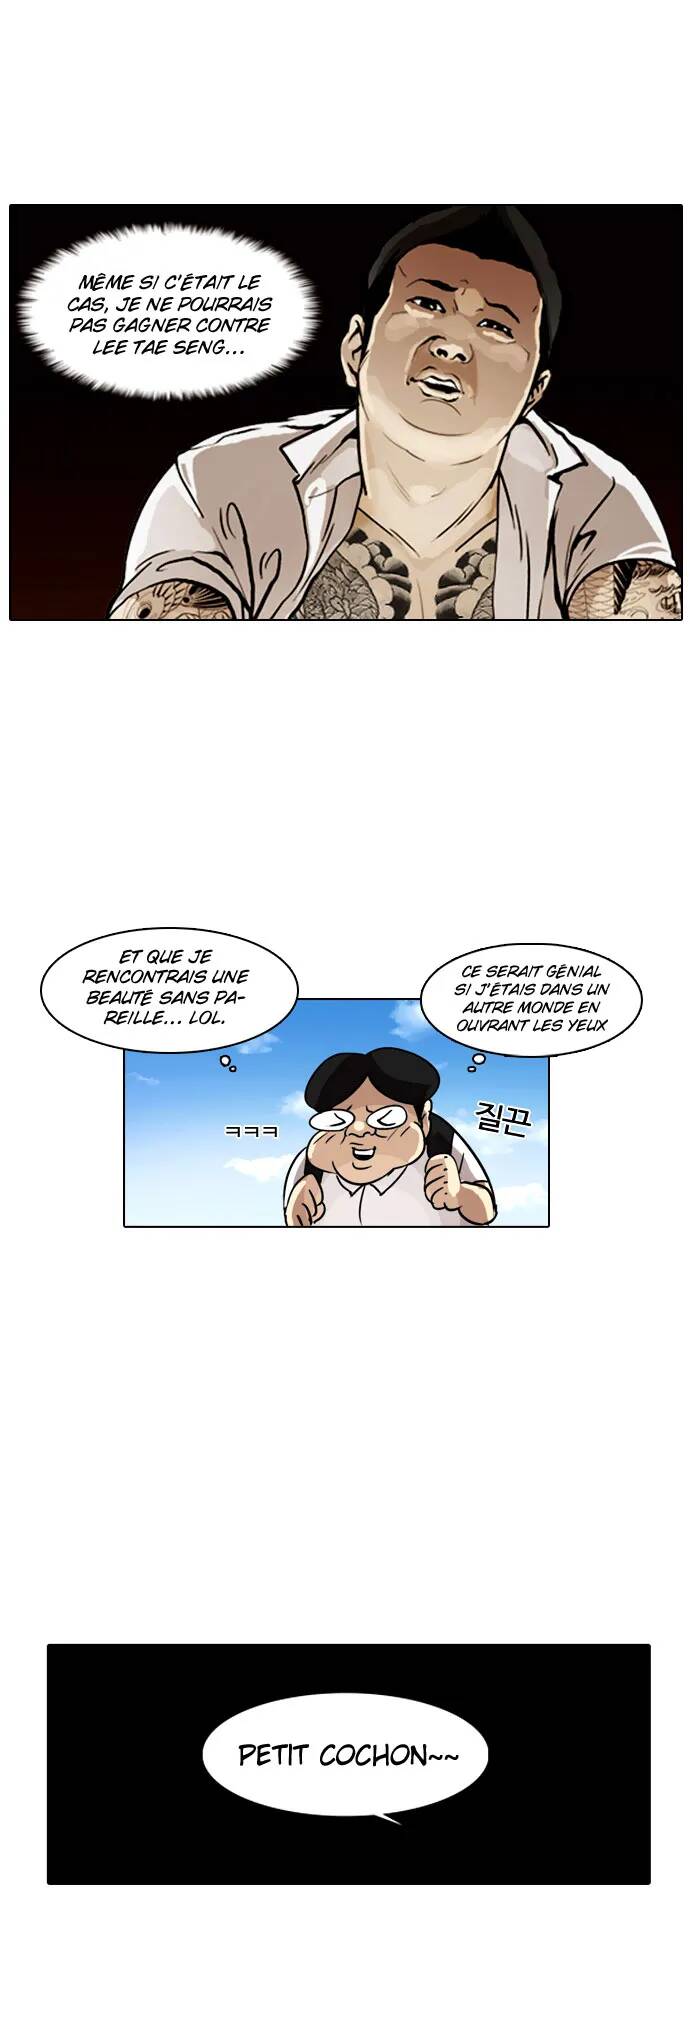 MÊME SI C'ÉTAIT LE
CAS, JE NE POURRAIS
PAS GAGNER CONTRE
LEE TAE SENG...
ET QUE JE
RENCONTRAIS UNE
BEAUTÉ SANS PA-
REILLE... LOL.
CE SERAIT GÉNIAL
SI J'ÉTAIS DANS UN
AUTRE MONDE EN
OUVRANT LES YEUX
ㅋㅋㅋ
질끈
PETIT COCHON~~